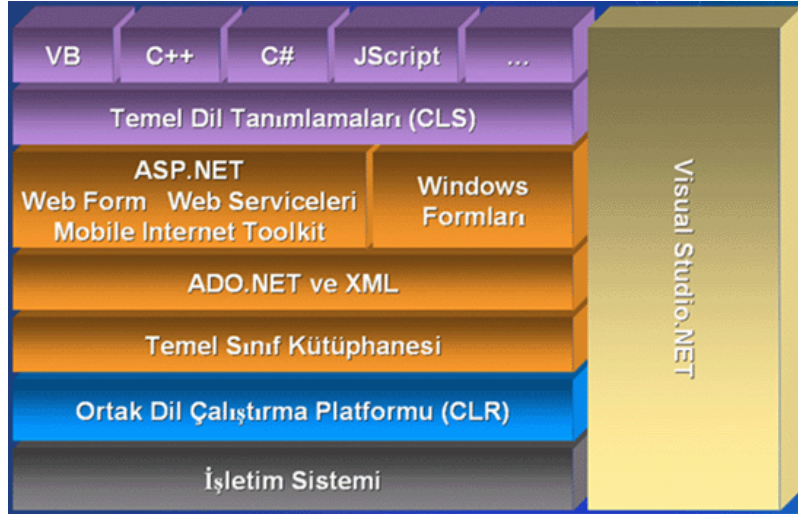 VB
C++
C#
JScript
...
Temel Dil Tanımlamaları (CLS)
ASP.NET
Web Form Web Serviceleri
Mobile Internet Toolkit
Windows
Formları
ADO.NET ve XML
Temel Sınıf Kütüphanesi
Ortak Dil Çalıştırma Platformu (CLR)
İşletim Sistemi
Visual Studio.NET